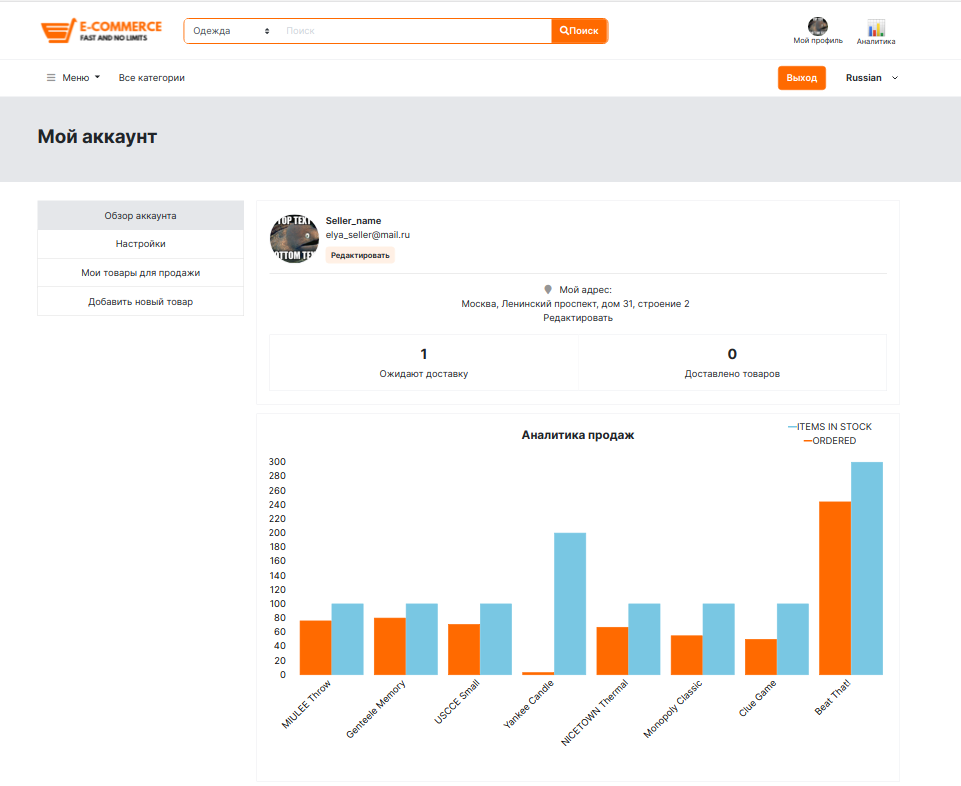 E-COMMERCE
FAST AND NO LIMITS
Одежда
Поиск
Поиск
Мой профиль
Аналитика
Меню
Все категории
Выход
Russian
Мой аккаунт
Обзор аккаунта
Настройки
Мои товары для продажи
Добавить новый товар
TOP TEXT
BOTTOM TEXT
Seller_name
elya_seller@mail.ru
Редактировать
Мой адрес:
Москва, Ленинский проспект, дом 31, строение 2
Редактировать
1
Ожидают доставку
0
Доставлено товаров
Аналитика продаж
ITEMS IN STOCK
ORDERED
300
280
260
240
220
200
180
160
140
120
100
80
60
40
20
0
MIULEE Throw
Genteele Memory
USCCE Small
Yankee Candle
NICETOWN Thermal
Monopoly Classic
Clue Game
Beat That!